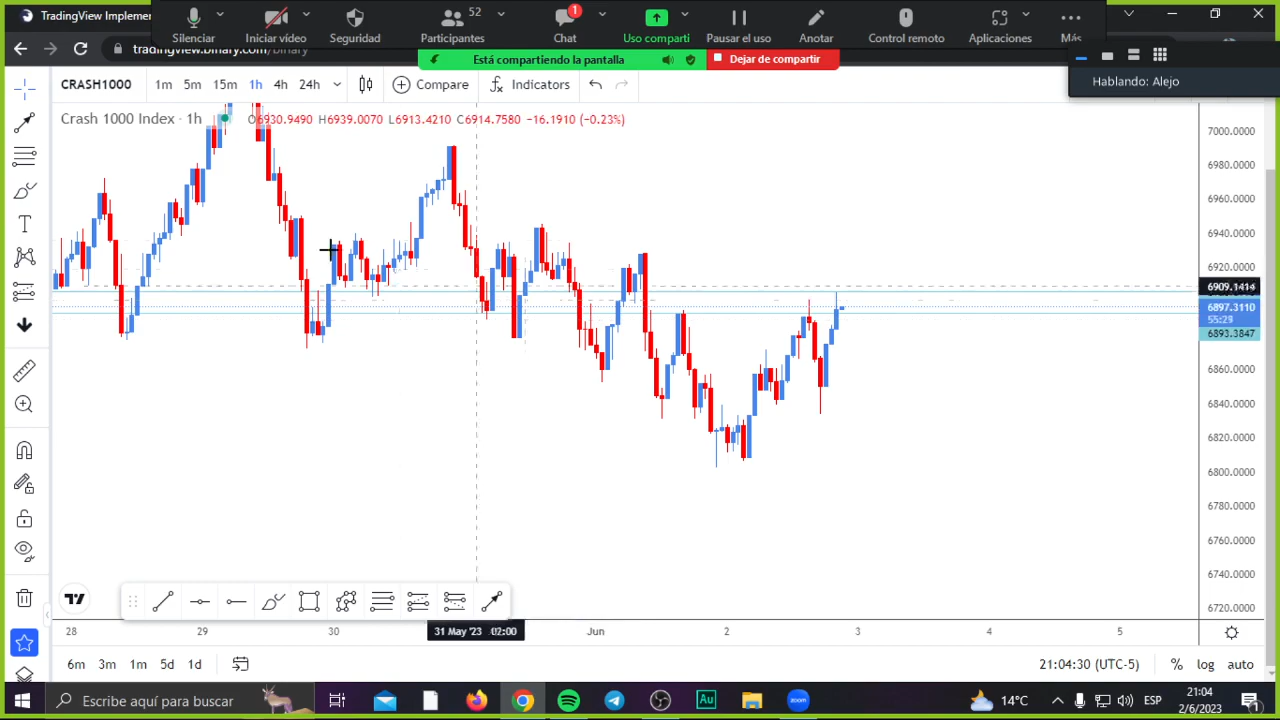 TradingView Implemen
Silenciar
Iniciar vídeo
Seguridad
52
Participantes
1
Chat
Uso comparti
Pausar el uso
Anotar
Control remoto
Aplicaciones
Más
tradingview.binary.com/binary
Está compartiendo la pantalla
Dejar de compartir
Hablando: Alejo
CRASH1000
1m
5m
15m
1h
4h
24h
Compare
Indicators
Crash 1000 Index · 1h
O6930.9490 H6939.0070 L6913.4210 C6914.7580 -16.1910 (-0.23%)
7000.0000
6980.0000
6960.0000
6940.0000
6920.0000
6909.1414
6897.3110
55:29
6893.3847
6860.0000
6840.0000
6820.0000
6800.0000
6780.0000
6760.0000
6740.0000
6720.0000
28
29
30
31 May '23 02:00
Jun
2
3
4
5
6m
3m
1m
5d
1d
21:04:30 (UTC-5)
%
log
auto
Escribe aquí para buscar
Au
zoom
14°C
ESP
21:04
2/6/2023